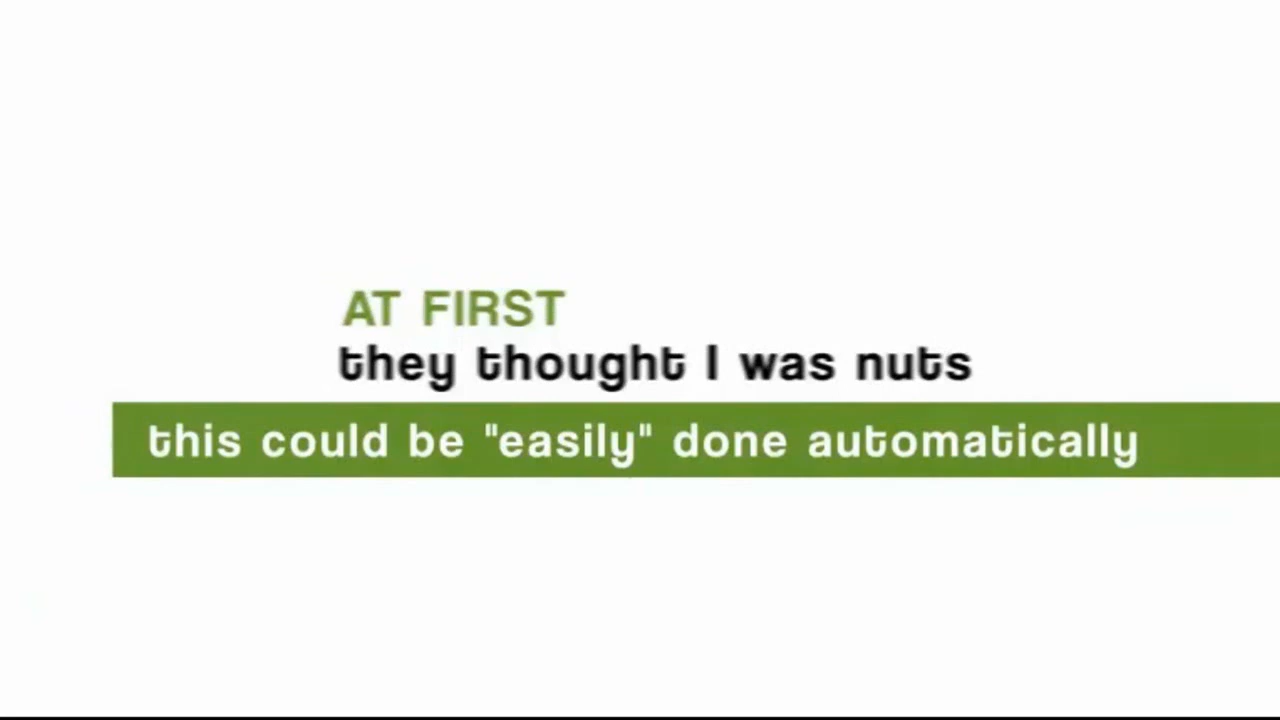 AT FIRST
they thought I was nuts
this could be "easily" done automatically